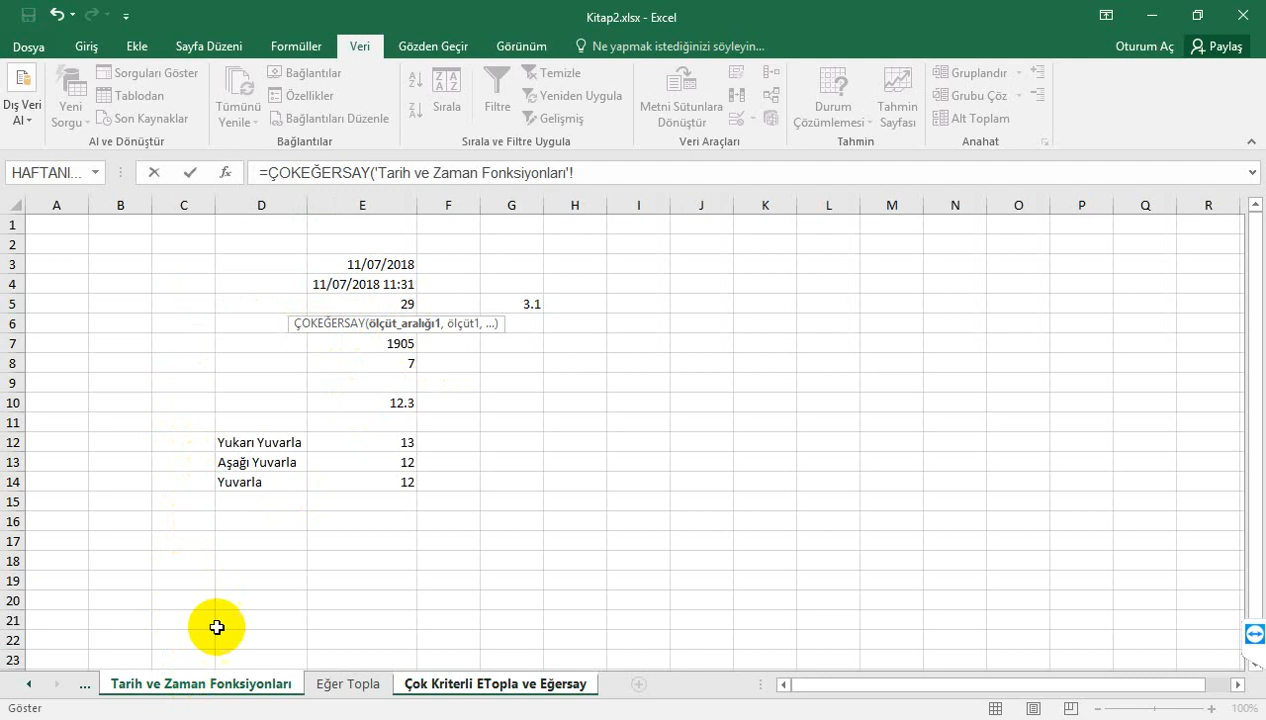 Kitap2.xlsx - Excel
Dosya Giriş Ekle Sayfa Düzeni Formüller Veri Gözden Geçir Görünüm Ne yapmak istediğinizi söyleyin... Oturum Aç Paylaş
Dış Veri Al
Yeni Sorgu
Sorguları Göster
Tablodan
Son Kaynaklar
Al ve Dönüştür
Tümünü Yenile
Bağlantılar
Özellikler
Bağlantıları Düzenle
Bağlantılar
Sırala
Filtre
Temizle
Yeniden Uygula
Gelişmiş
Sırala ve Filtre Uygula
Metni Sütunlara Dönüştür
Veri Araçları
Durum Çözümlemesi
Tahmin Sayfası
Tahmin
Gruplandır
Grubu Çöz
Alt Toplam
Anahat
HAFTANI... fx =ÇOKEĞERSAY('Tarih ve Zaman Fonksiyonları'!
A B C D E F G H I J K L M N O P Q R
1
2
3 11/07/2018
4 11/07/2018 11:31
5 29 3.1
6 ÇOKEĞERSAY(ölçüt_aralığı1, ölçüt1, ...)
7 1905
8 7
9
10 12.3
11
12 Yukarı Yuvarla 13
13 Aşağı Yuvarla 12
14 Yuvarla 12
15
16
17
18
19
20
21
22
23
... Tarih ve Zaman Fonksiyonları Eğer Topla Çok Kriterli ETopla ve Eğersay
Göster 100%